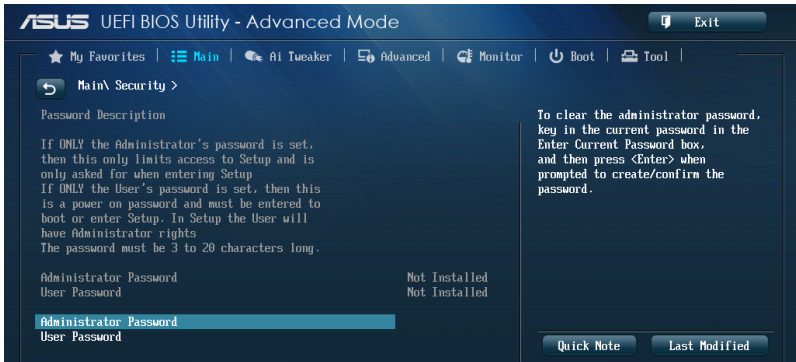 ASUS UEFI BIOS Utility - Advanced Mode
Exit
My Favorites | Main | Ai Tweaker | Advanced | Monitor | Boot | Tool |
Main\ Security >
Password Description
If ONLY the Administrator's password is set,
then this only limits access to Setup and is
only asked for when entering Setup
If ONLY the User's password is set, then this
is a power on password and must be entered to
boot or enter Setup. In Setup the User will
have Administrator rights
The password must be 3 to 20 characters long.
Administrator Password Not Installed
User Password Not Installed
Administrator Password
User Password
To clear the administrator password,
key in the current password in the
Enter Current Password box,
and then press <Enter> when
prompted to create/confirm the
password.
Quick Note
Last Modified